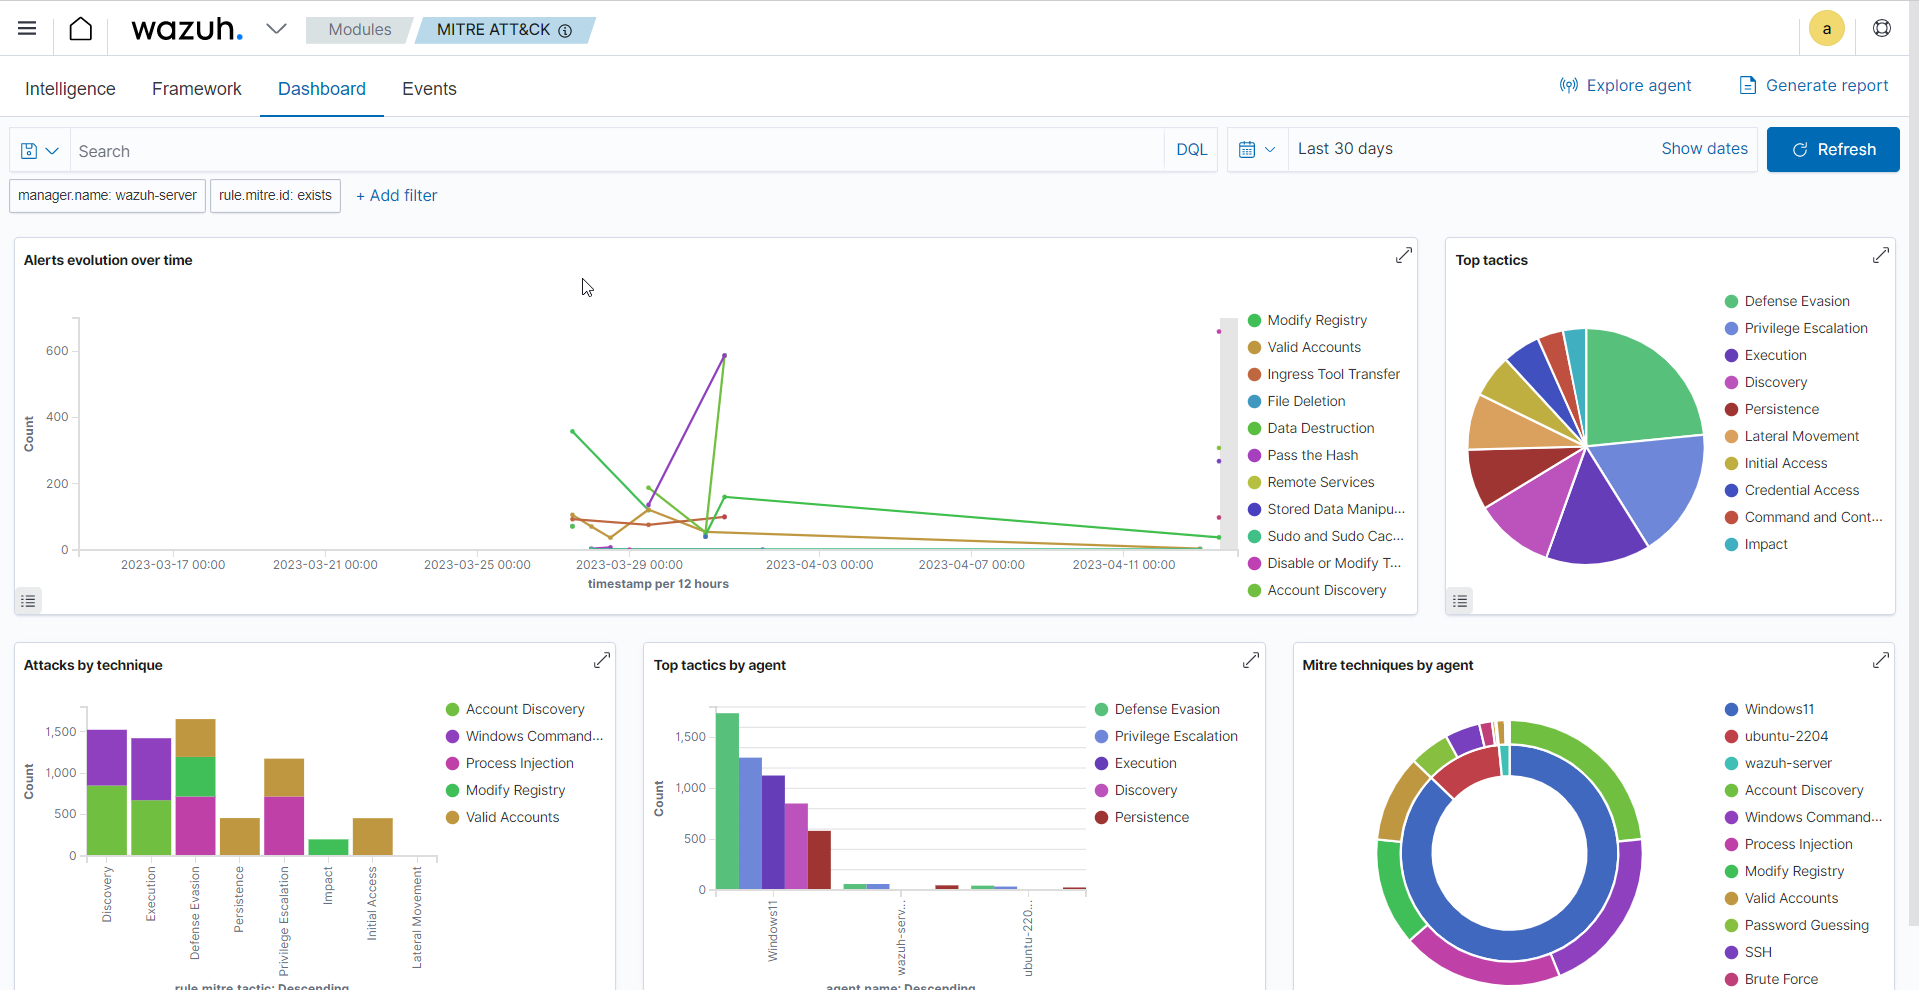 wazuh.
Modules
MITRE ATT&CK
a
Intelligence
Framework
Dashboard
Events
Explore agent
Generate report
Search
DQL
Last 30 days
Show dates
Refresh
manager.name: wazuh-server
rule.mitre.id: exists
+ Add filter
Alerts evolution over time
Count
600
400
200
0
2023-03-17 00:00
2023-03-21 00:00
2023-03-25 00:00
2023-03-29 00:00
2023-04-03 00:00
2023-04-07 00:00
2023-04-11 00:00
timestamp per 12 hours
Modify Registry
Valid Accounts
Ingress Tool Transfer
File Deletion
Data Destruction
Pass the Hash
Remote Services
Stored Data Manipu...
Sudo and Sudo Cac...
Disable or Modify T...
Account Discovery
Top tactics
Defense Evasion
Privilege Escalation
Execution
Discovery
Persistence
Lateral Movement
Initial Access
Credential Access
Command and Cont...
Impact
Attacks by technique
Count
1,500
1,000
500
0
Discovery
Execution
Defense Evasion
Persistence
Privilege Escalation
Impact
Initial Access
Lateral Movement
rule.mitre.tactic: Descending
Account Discovery
Windows Command...
Process Injection
Modify Registry
Valid Accounts
Top tactics by agent
Count
1,500
1,000
500
0
Windows11
wazuh-serv...
ubuntu-220...
agent.name: Descending
Defense Evasion
Privilege Escalation
Execution
Discovery
Persistence
Mitre techniques by agent
Windows11
ubuntu-2204
wazuh-server
Account Discovery
Windows Command...
Process Injection
Modify Registry
Valid Accounts
Password Guessing
SSH
Brute Force